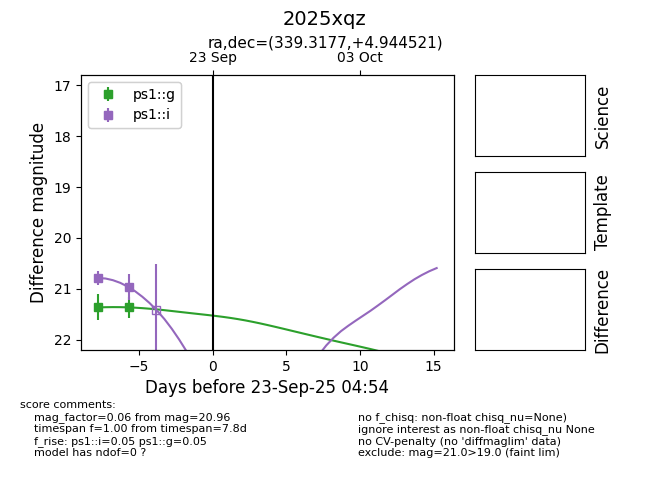 2025xqz
ra,dec=(339.3177,+4.944521)
23 Sep
03 Oct
ps1::g
ps1::i
17
18
19
20
21
22
Difference magnitude
−5
0
5
10
15
Days before 23-Sep-25 04:54
Science
Template
Difference
score comments:
mag_factor=0.06 from mag=20.96
timespan f=1.00 from timespan=7.8d
f_rise: ps1::i=0.05 ps1::g=0.05
model has ndof=0 ?
no f_chisq: non-float chisq_nu=None)
ignore interest as non-float chisq_nu None
no CV-penalty (no 'diffmaglim' data)
exclude: mag=21.0>19.0 (faint lim)